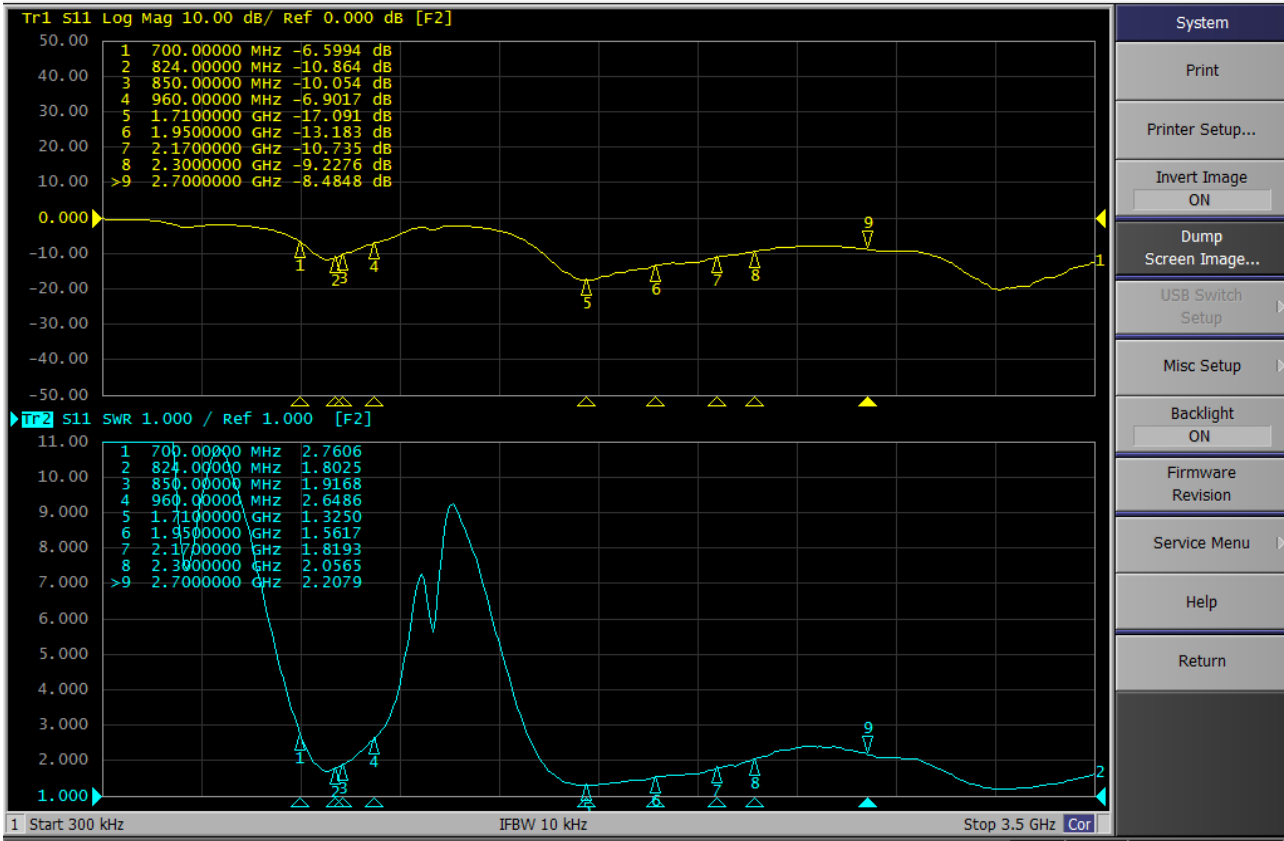 Tr1 S11 Log Mag 10.00 dB/ Ref 0.000 dB [F2]
50.00
40.00
30.00
20.00
10.00
0.000
-10.00
-20.00
-30.00
-40.00
-50.00
1 700.00000 MHz -6.5994 dB
2 824.00000 MHz -10.864 dB
3 850.00000 MHz -10.054 dB
4 960.00000 MHz -6.9017 dB
5 1.7100000 GHz -17.091 dB
6 1.9500000 GHz -13.183 dB
7 2.1700000 GHz -10.735 dB
8 2.3000000 GHz -9.2276 dB
>9 2.7000000 GHz -8.4848 dB
1
2
3
4
5
6
7
8
9
1
Tr2 S11 SWR 1.000 / Ref 1.000 [F2]
11.00
10.00
9.000
8.000
7.000
6.000
5.000
4.000
3.000
2.000
1.000
1 700.00000 MHz 2.7606
2 824.00000 MHz 1.8025
3 850.00000 MHz 1.9168
4 960.00000 MHz 2.6486
5 1.7100000 GHz 1.3250
6 1.9500000 GHz 1.5617
7 2.1700000 GHz 1.8193
8 2.3000000 GHz 2.0565
>9 2.7000000 GHz 2.2079
1
2
3
4
5
6
7
8
9
2
1 Start 300 kHz
IFBW 10 kHz
Stop 3.5 GHz Cor
System
Print
Printer Setup...
Invert Image
ON
Dump
Screen Image...
USB Switch
Setup
Misc Setup
Backlight
ON
Firmware
Revision
Service Menu
Help
Return